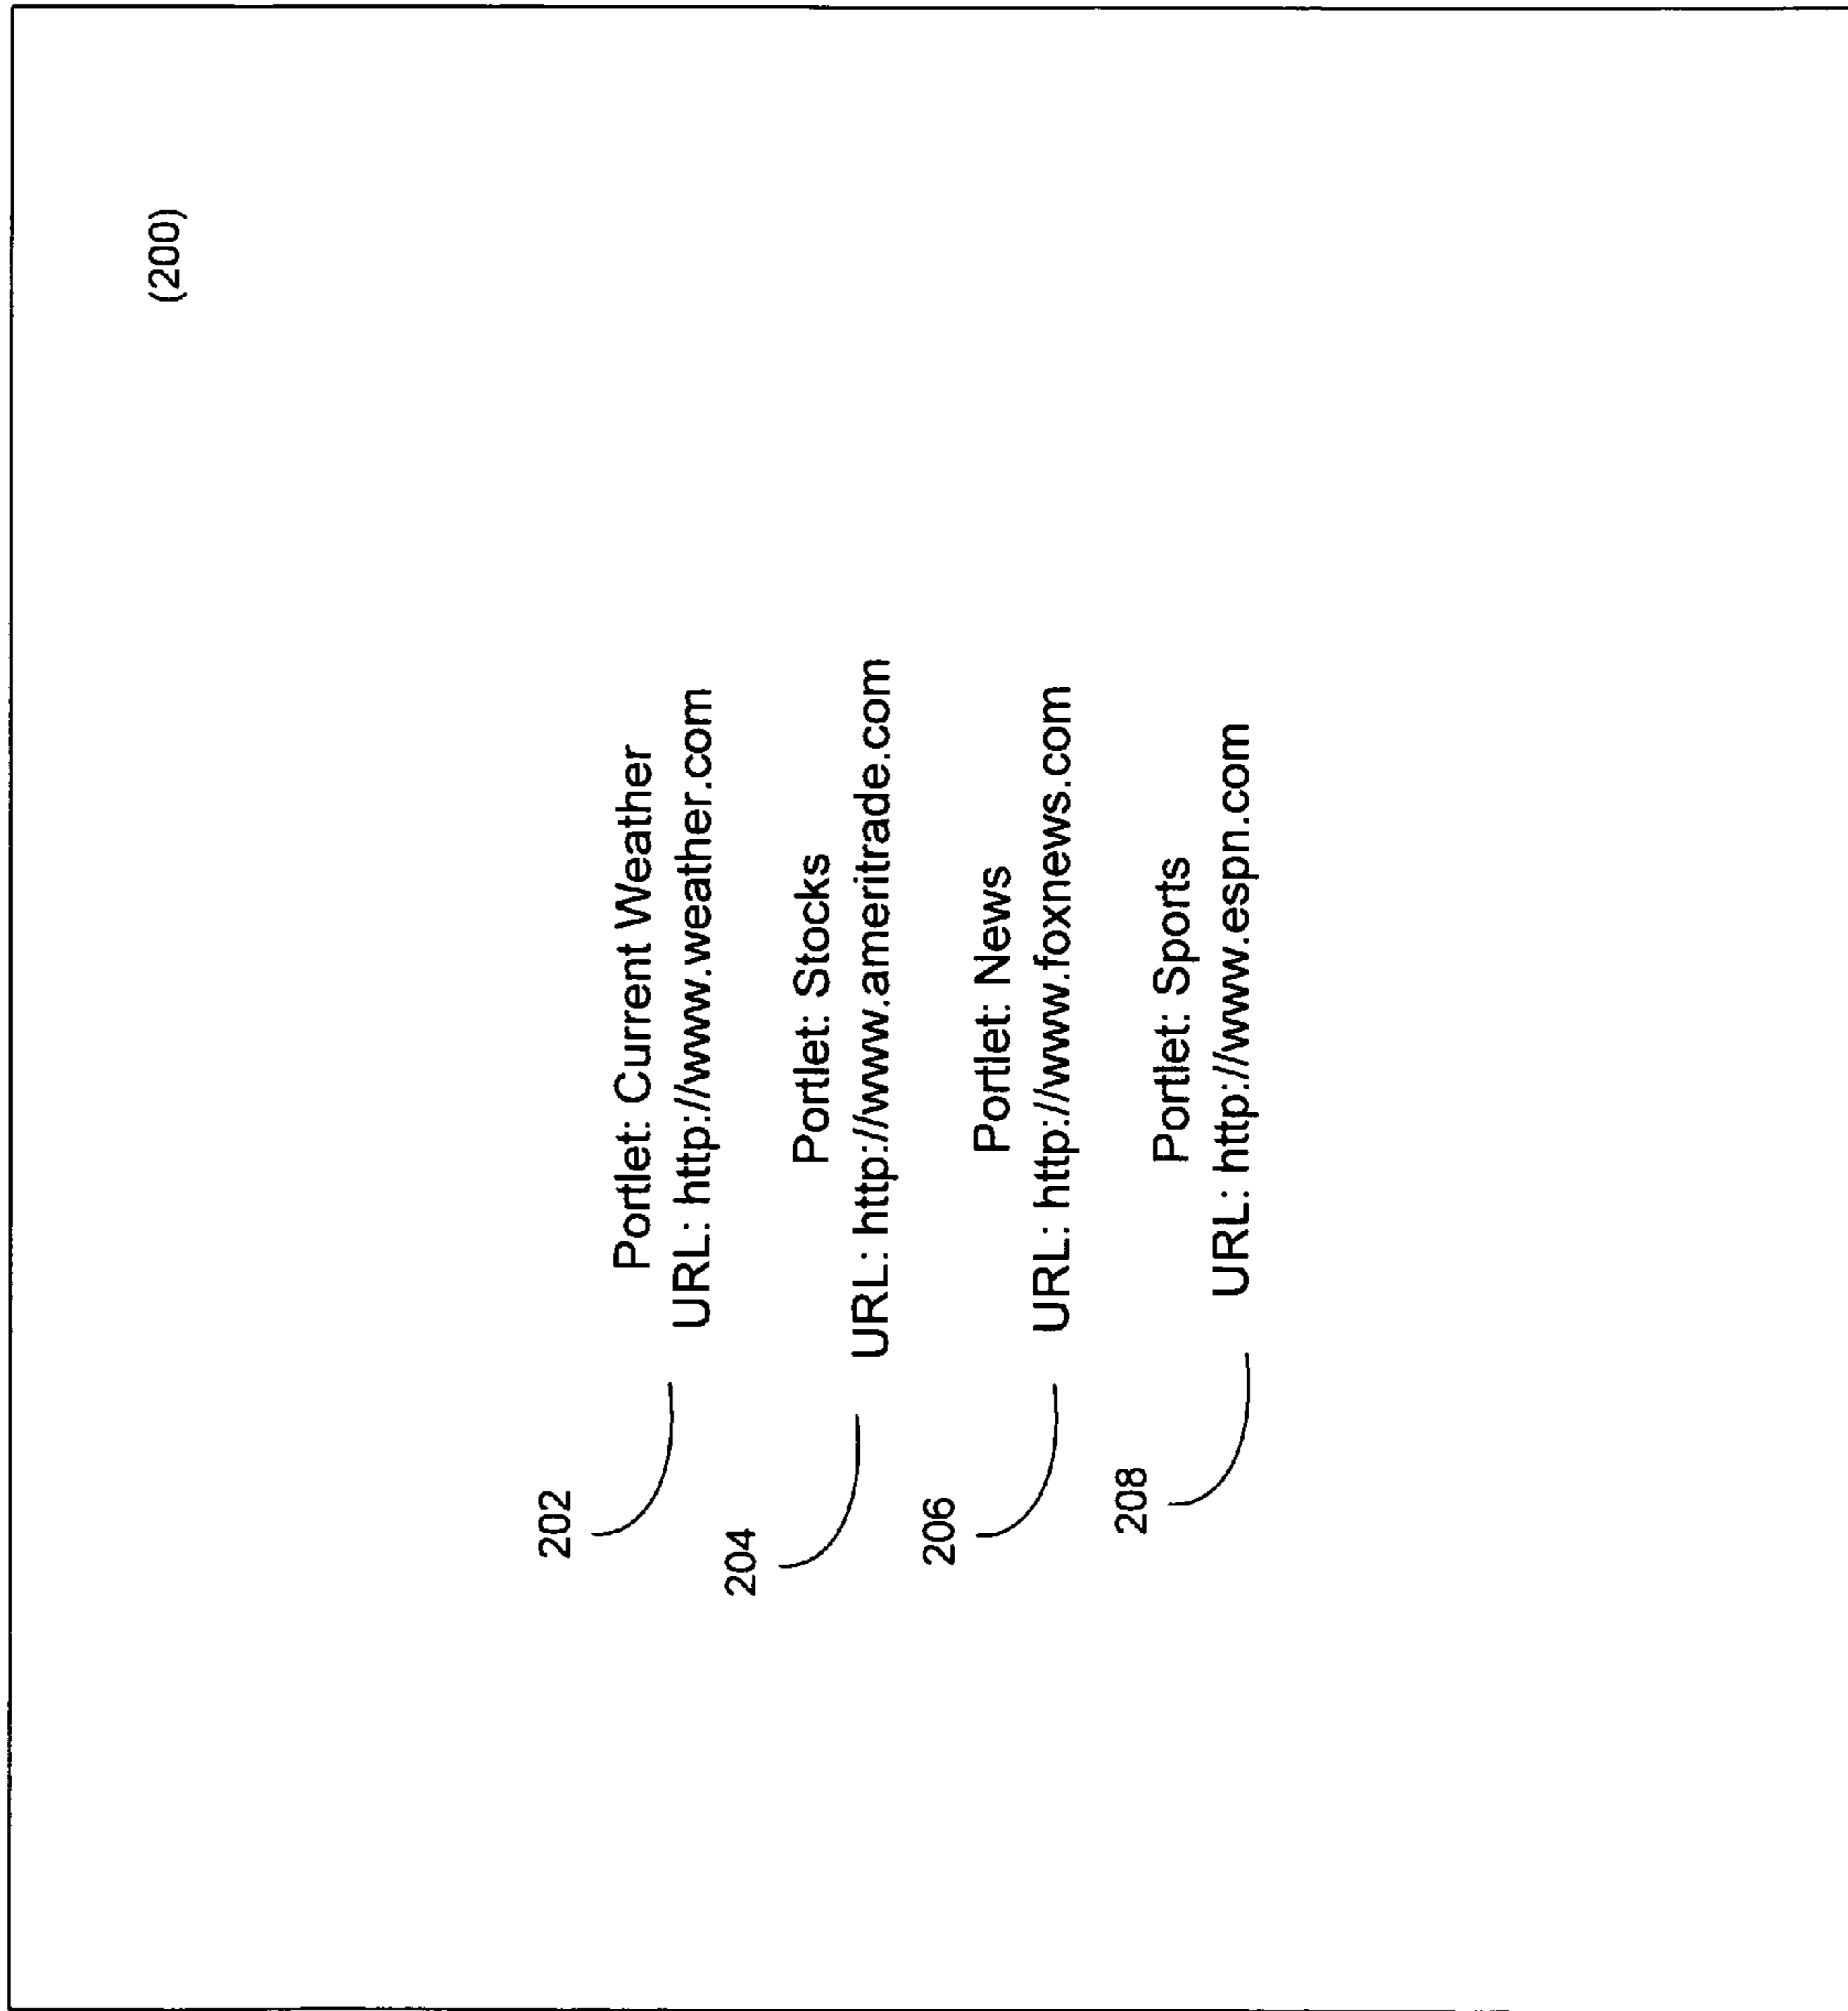 (200)
202
Portlet: Current Weather
URL: http://www.weather.com
204
Portlet: Stocks
URL: http://www.ameritrade.com
206
Portlet: News
URL: http://www.foxnews.com
208
Portlet: Sports
URL: http://www.espn.com